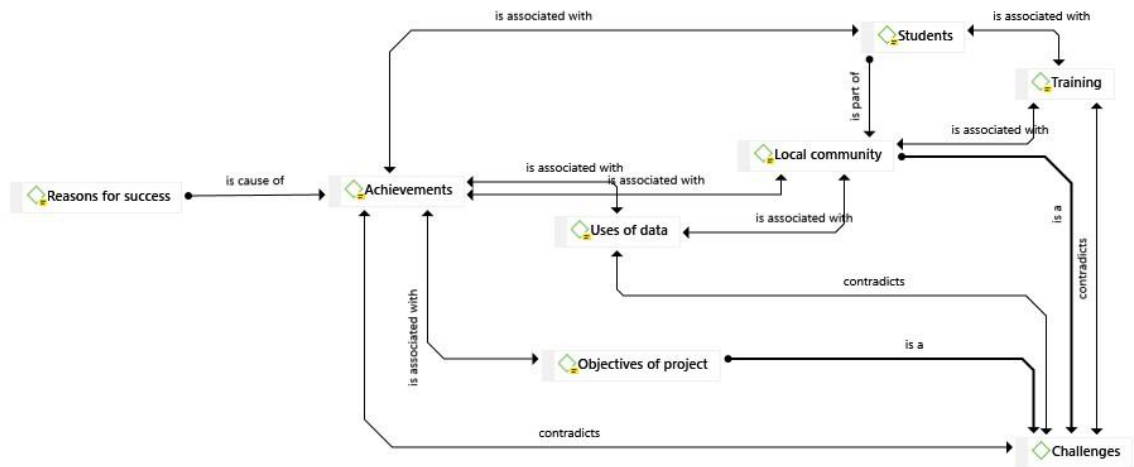 is associated with
is associated with
Students
Training
is part of
is associated with
Local community
is associated with
is associated with
Reasons for success
is cause of
Achievements
is associated with
Uses of data
is a
contradicts
contradicts
is associated with
is a
Objectives of project
contradicts
Challenges